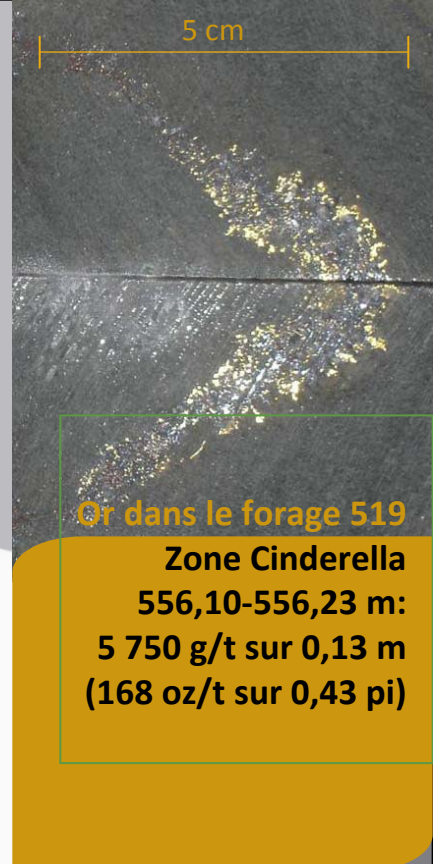 5 cm
Or dans le forage 519
Zone Cinderella
556,10-556,23 m:
5 750 g/t sur 0,13 m
(168 oz/t sur 0,43 pi)